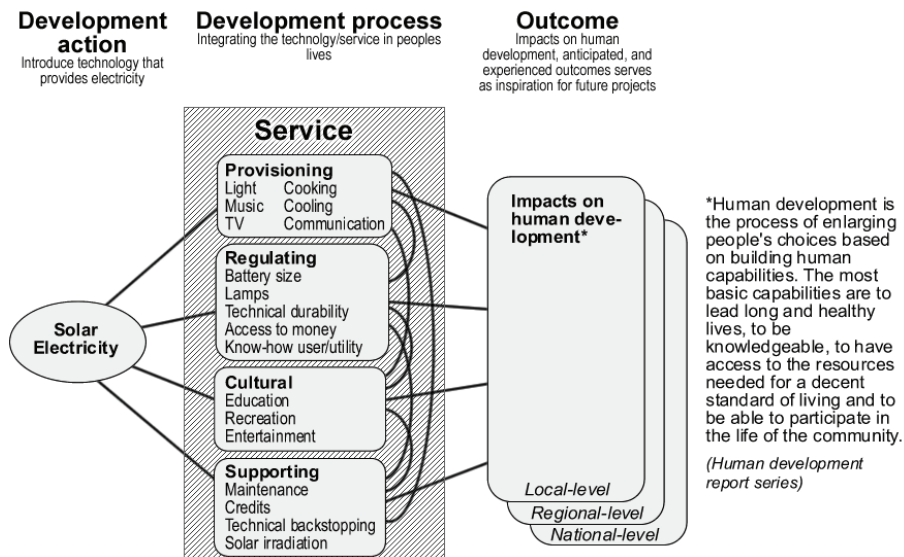 Development
action
Introduce technology that
provides electricity
Development process
Integrating the technolgy/service in peoples
lives
Outcome
Impacts on human
development, anticipated, and
experienced outcomes serves
as inspiration for future projects
Service
Provisioning
Light Cooking
Music Cooling
TV Communication
Regulating
Battery size
Lamps
Technical durability
Access to money
Know-how user/utility
Cultural
Education
Recreation
Entertainment
Supporting
Maintenance
Credits
Technical backstopping
Solar irradiation
Solar
Electricity
Impacts on
human deve-
lopment*
Local-level
Regional-level
National-level
*Human development is
the process of enlarging
people's choices based
on building human
capabilities. The most
basic capabilities are to
lead long and healthy
lives, to be
knowledgeable, to have
access to the resources
needed for a decent
standard of living and to
be able to participate in
the life of the community.
(Human development
report series)